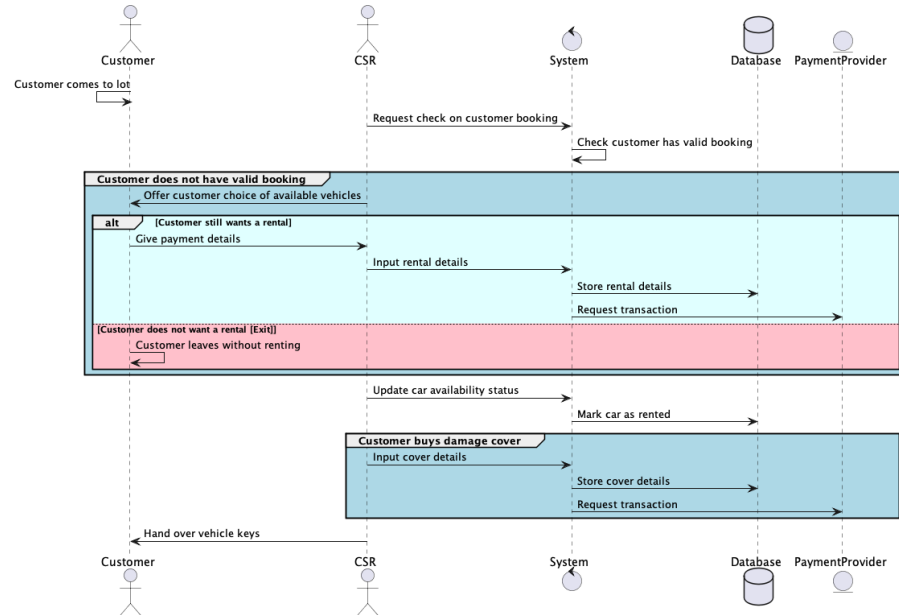 Customer CSR System Database PaymentProvider
Customer comes to lot
Request check on customer booking
Check customer has valid booking
Customer does not have valid booking
Offer customer choice of available vehicles
alt [Customer still wants a rental]
Give payment details
Input rental details
Store rental details
Request transaction
[Customer does not want a rental [Exit]]
Customer leaves without renting
Update car availability status
Mark car as rented
Customer buys damage cover
Input cover details
Store cover details
Request transaction
Hand over vehicle keys
Customer CSR System Database PaymentProvider